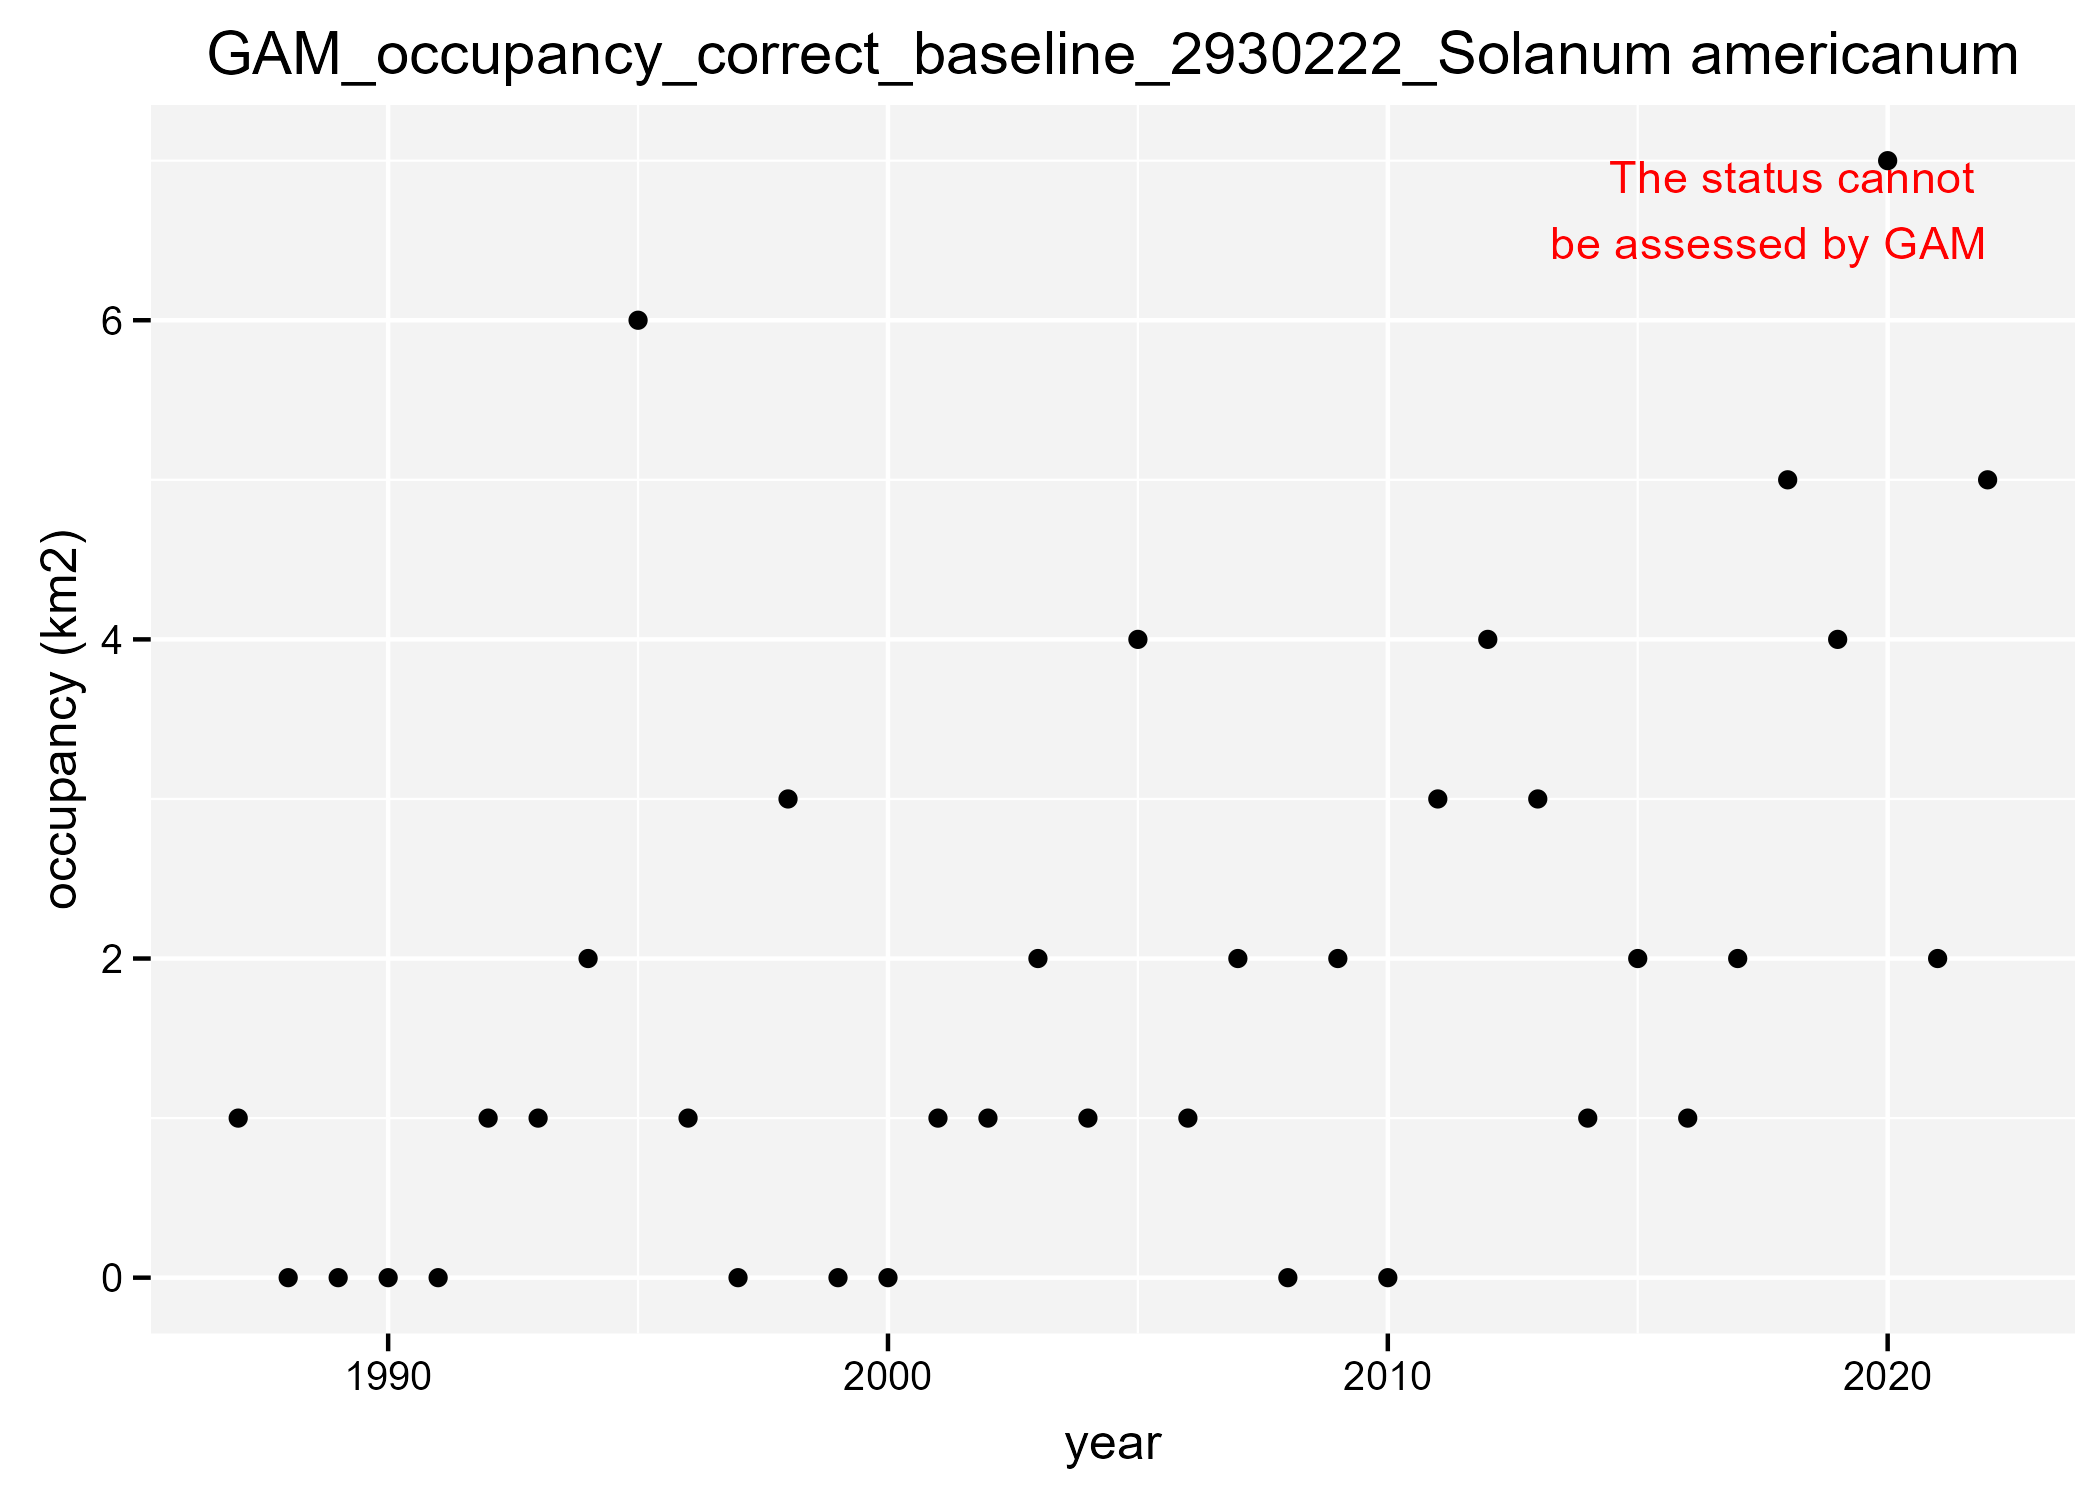 GAM_occupancy_correct_baseline_2930222_Solanum americanum
The status cannot
be assessed by GAM
6
4
2
0
occupancy (km2)
1990 2000 2010 2020
year